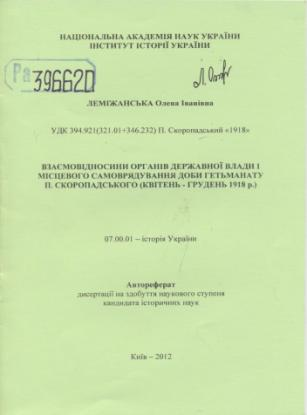 НАЦІОНАЛЬНА АКАДЕМІЯ НАУК УКРАЇНИ
ІНСТИТУТ ІСТОРІЇ УКРАЇНИ
Ра 396620
ЛЕМІЖАНСЬКА Олена Іванівна
УДК 394.921(321.01+346.232) П. Скоропадський «1918»
ВЗАЄМОВІДНОСИНИ ОРГАНІВ ДЕРЖАВНОЇ ВЛАДИ І
МІСЦЕВОГО САМОВРЯДУВАННЯ ДОБИ ГЕТЬМАНАТУ
П. СКОРОПАДСЬКОГО (КВІТЕНЬ - ГРУДЕНЬ 1918 р.)
07.00.01 – історія України
Автореферат
дисертації на здобуття наукового ступеня
кандидата історичних наук
Київ – 2012